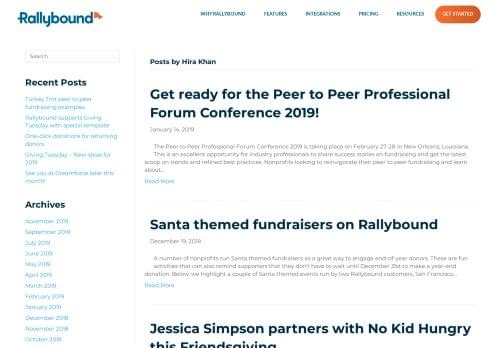 Rallybound
WHY RALLYBOUND
FEATURES
INTEGRATIONS
PRICING
RESOURCES
GET STARTED
Search
Recent Posts
Turkey Trot peer to peer
fundraising examples
Rallybound supports Giving
Tuesday with special template
One-click donations for returning
donors
Giving Tuesday – New ideas for
2019
See you at Dreamforce later this
month!
Archives
November 2019
September 2019
July 2019
June 2019
May 2019
April 2019
March 2019
February 2019
January 2019
December 2018
November 2018
October 2018
Posts by Hira Khan
Get ready for the Peer to Peer Professional
Forum Conference 2019!
January 14, 2019
The Peer to Peer Professional Forum Conference 2019 is taking place on February 27-28 in New Orleans, Louisiana.
This is an excellent opportunity for industry professionals to share success stories on fundraising and get the latest
scoop on trends and refined best practices. Nonprofits looking to reinvigorate their peer to peer fundraising and learn
about...
Read More
Santa themed fundraisers on Rallybound
December 19, 2018
A number of nonprofits run Santa themed fundraisers as a great way to engage end-of-year donors. These are fun
activities that can also remind supporters that they don't have to wait until December 31st to make a year-end
donation. Below, we highlight a couple of Santa themed events run by two Rallybound customers, San Francisco...
Read More
Jessica Simpson partners with No Kid Hungry
this Friendsgiving